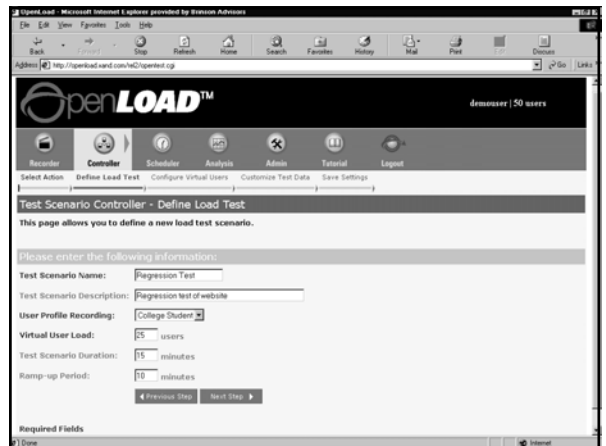 OpenLoad - Microsoft Internet Explorer provided by Brinson Advisors
File Edit View Favorites Tools Help
Back Forward Stop Refresh Home Search Favorites History Mail Print Edit Discuss
Address http://openload.vand.com/rel2/opentest.cgi Go Links
OpenLOAD™
demouser | 50 users
Recorder Controller Scheduler Analysis Admin Tutorial Logout
Select Action Define Load Test Configure Virtual Users Customize Test Data Save Settings
Test Scenario Controller - Define Load Test
This page allows you to define a new load test scenario.
Please enter the following information:
Test Scenario Name: Regression Test
Test Scenario Description: Regression test of website
User Profile Recording: College Student
Virtual User Load: 25 users
Test Scenario Duration: 15 minutes
Ramp-up Period: 10 minutes
Previous Step Next Step
Required Fields
Done Internet